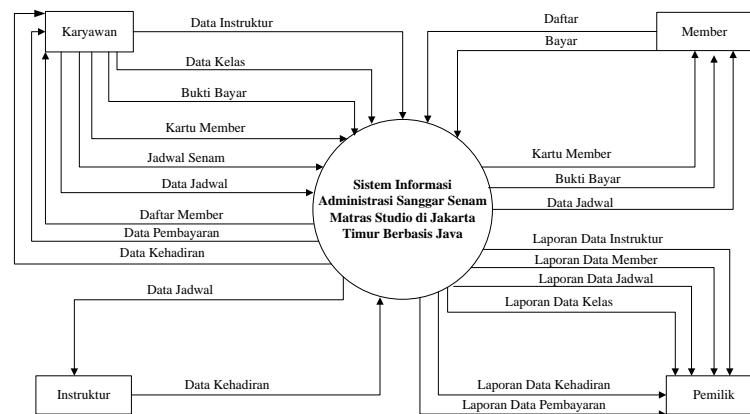 Karyawan
Data Instruktur
Data Kelas
Bukti Bayar
Kartu Member
Jadwal Senam
Data Jadwal
Daftar Member
Data Pembayaran
Data Kehadiran
Daftar
Bayar
Member
Kartu Member
Bukti Bayar
Data Jadwal
Sistem Informasi
Administrasi Sanggar Senam
Matras Studio di Jakarta
Timur Berbasis Java
Laporan Data Instruktur
Laporan Data Member
Laporan Data Jadwal
Laporan Data Kelas
Data Jadwal
Instruktur
Data Kehadiran
Laporan Data Kehadiran
Laporan Data Pembayaran
Pemilik